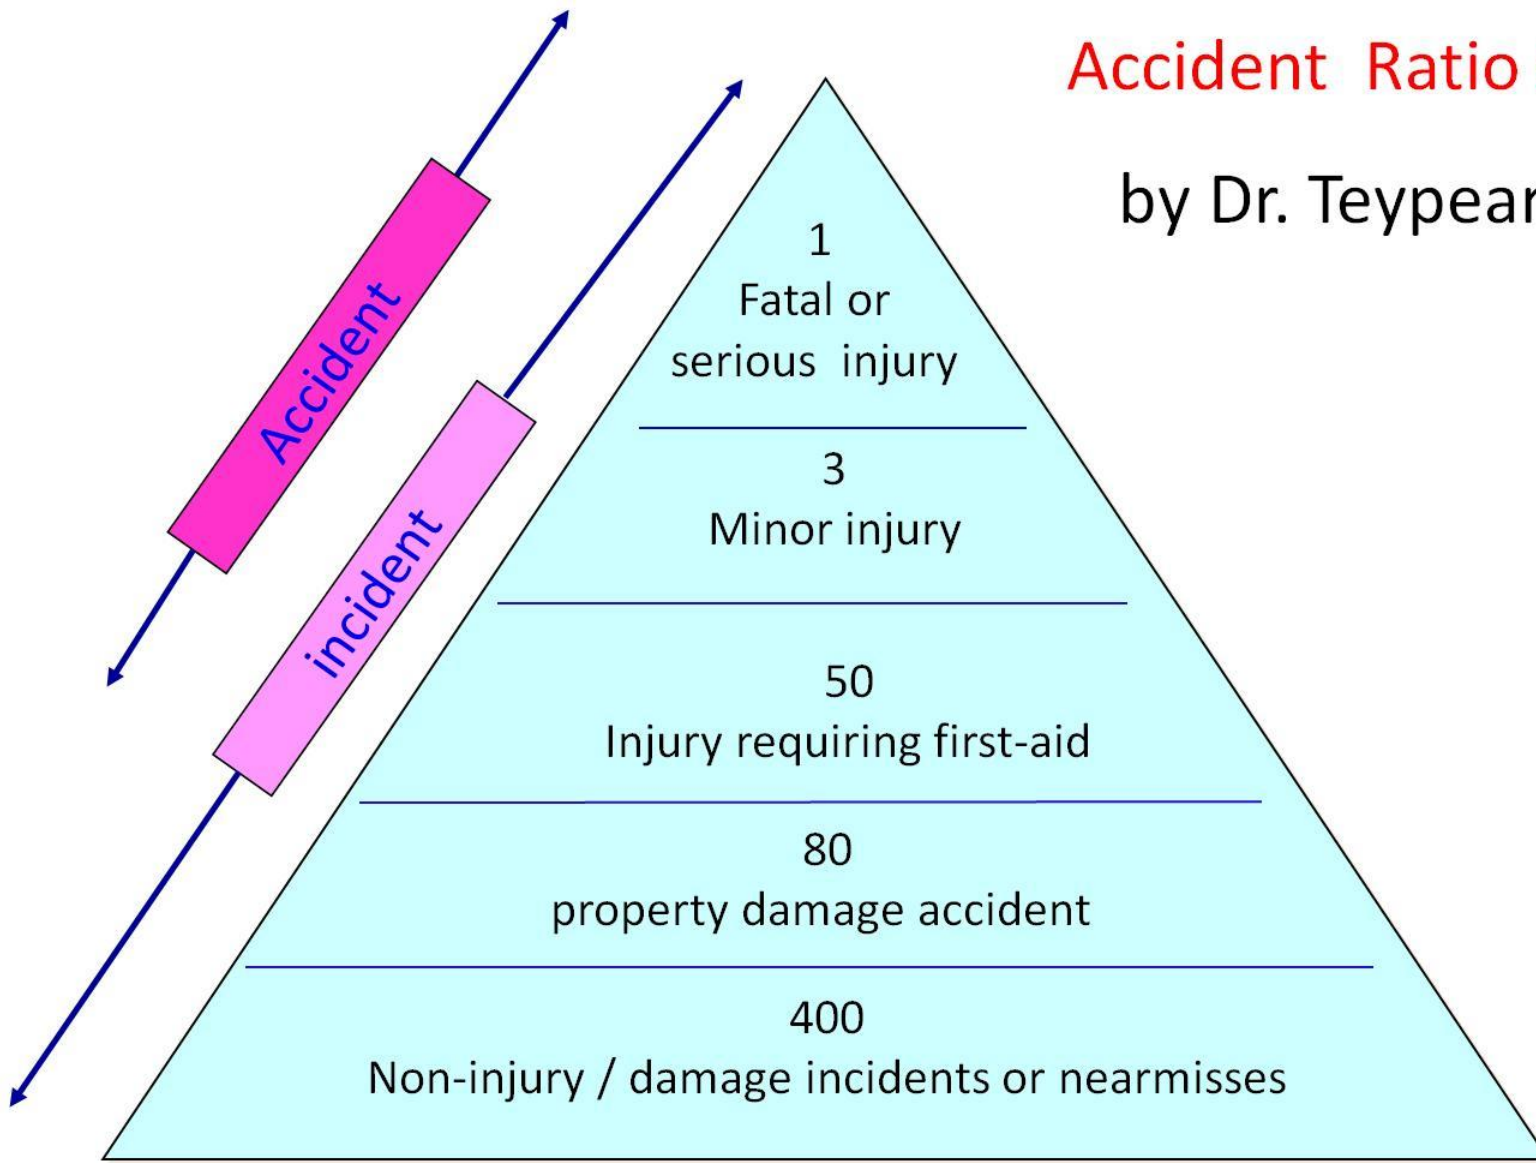 Accident Ratio
by Dr. Teypear
Accident
incident
1
Fatal or
serious injury
3
Minor injury
50
Injury requiring first-aid
80
property damage accident
400
Non-injury / damage incidents or nearmisses